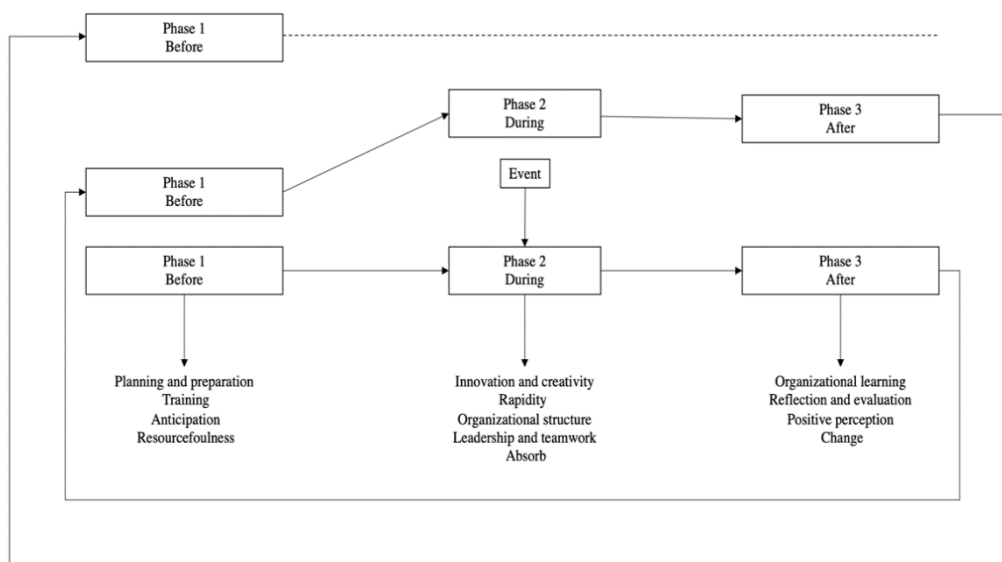 Phase 1
Before
Phase 2
During
Phase 3
After
Phase 1
Before
Event
Phase 1
Before
Phase 2
During
Phase 3
After
Planning and preparation
Training
Anticipation
Resourcefoulness
Innovation and creativity
Rapidity
Organizational structure
Leadership and teamwork
Absorb
Organizational learning
Reflection and evaluation
Positive perception
Change